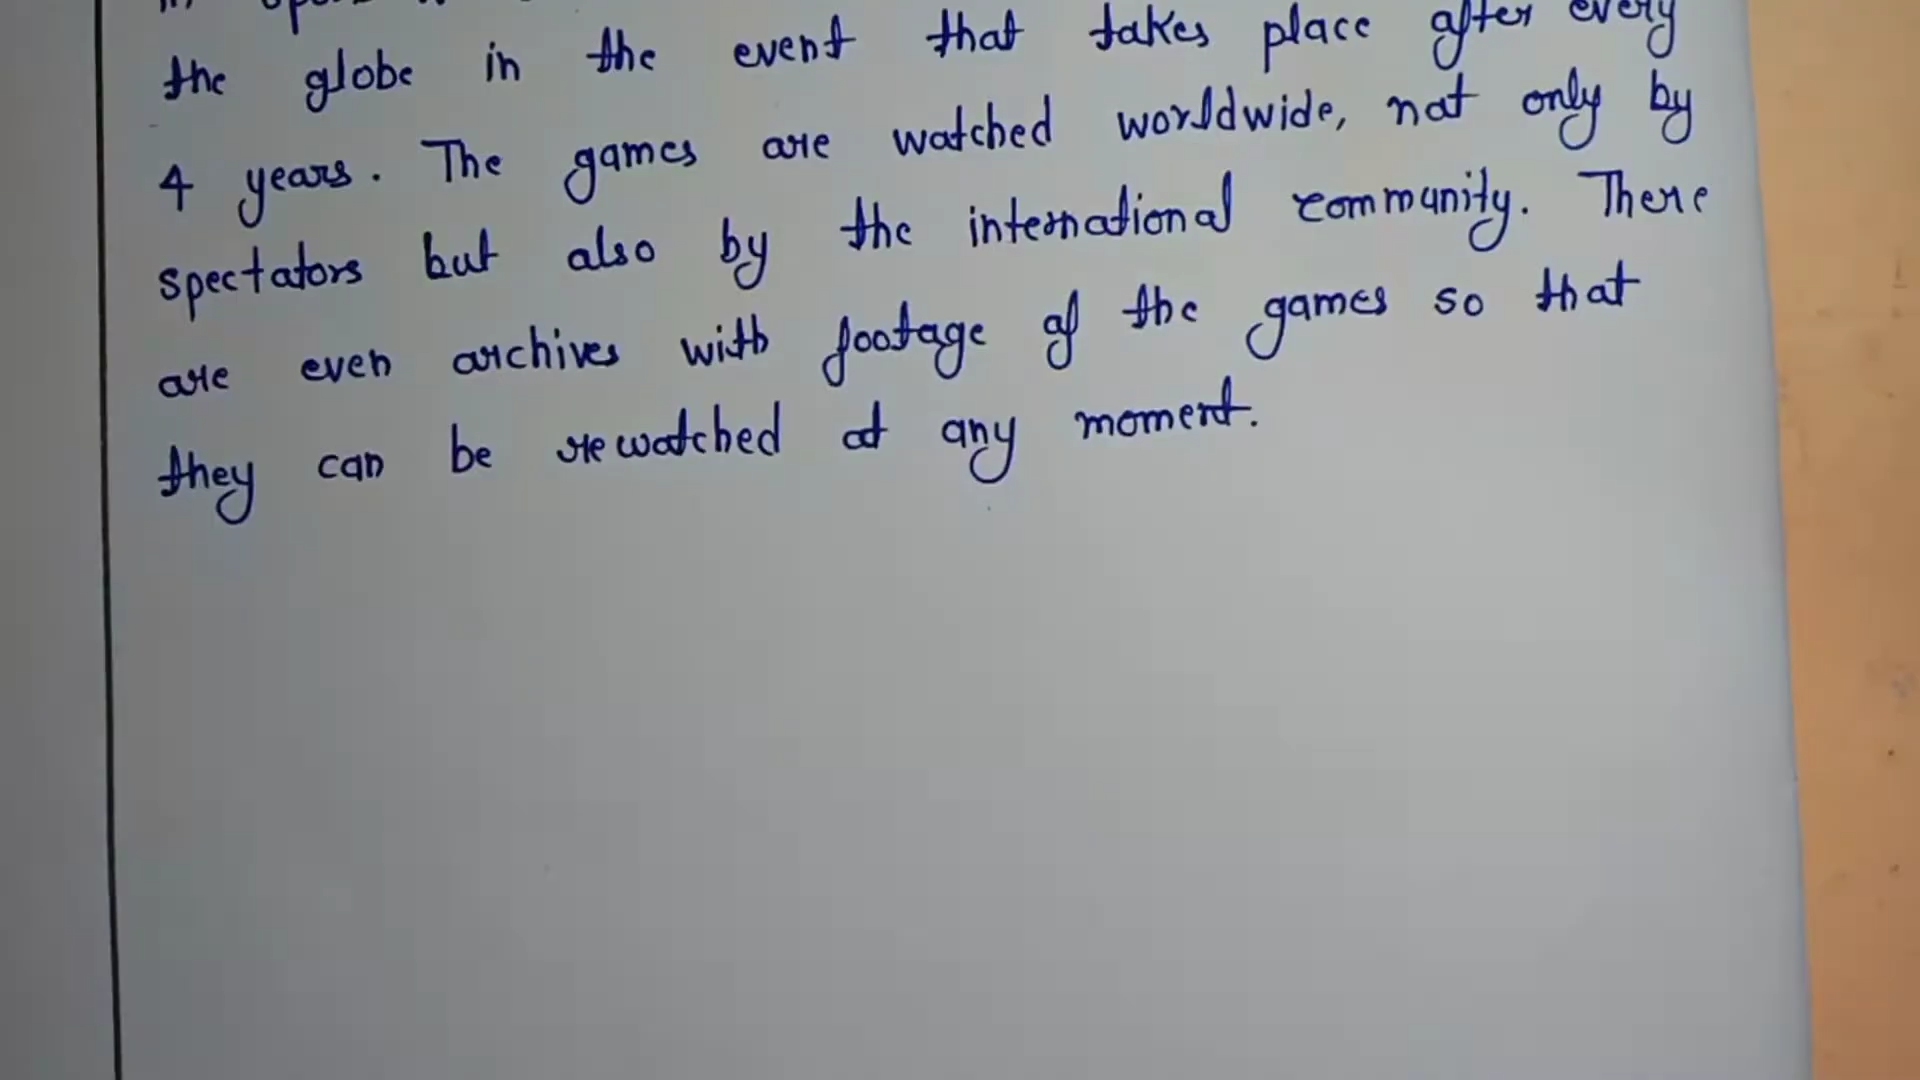 in
the globe in the event that takes place after every
4 years. The games are watched worldwide, not only by
spectators but also by the international community. There
are even archives with footage of the games so that
they can be rewatched at any moment.